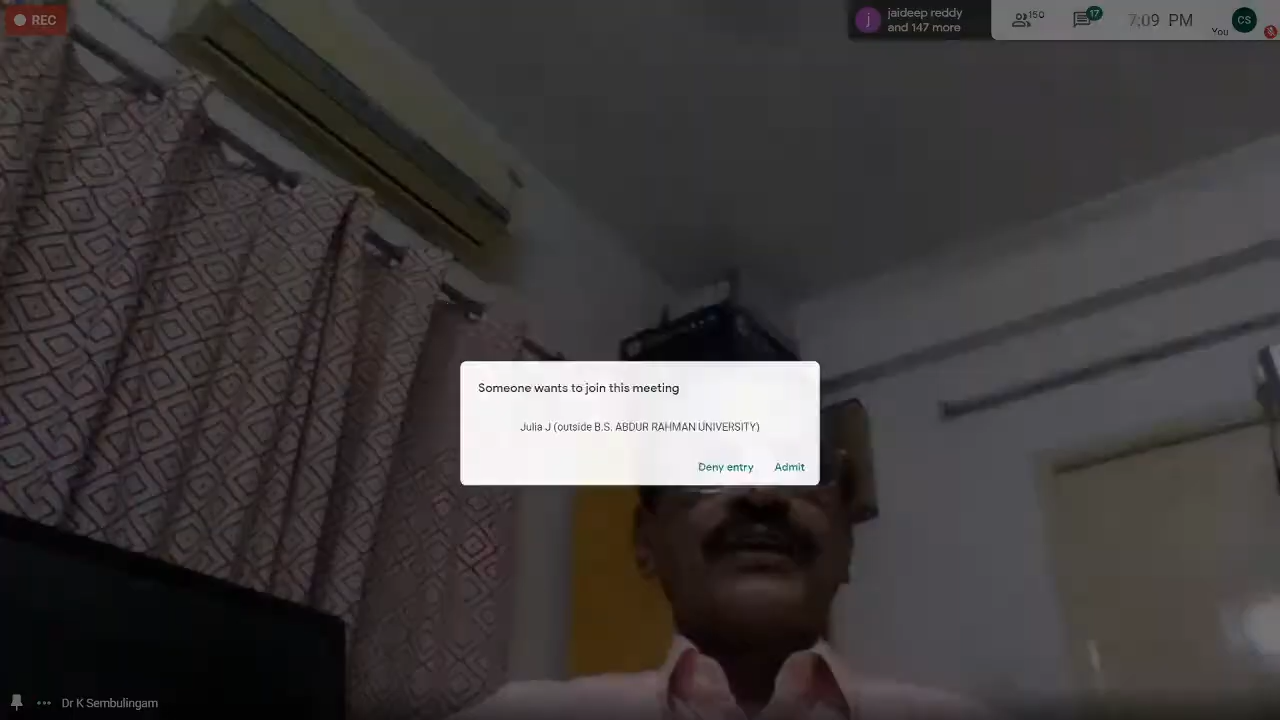 REC
j
jaideep reddy
and 147 more
150
17
7:09 PM
You
CS
Someone wants to join this meeting
Julia J (outside B.S. ABDUR RAHMAN UNIVERSITY)
Deny entry
Admit
Dr K Sembulingam